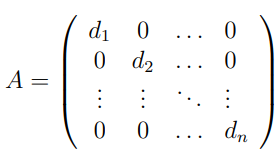 A = ( d₁ 0 … 0
0 d₂ … 0
⋮ ⋮ ⋱ ⋮
0 0 … dₙ )